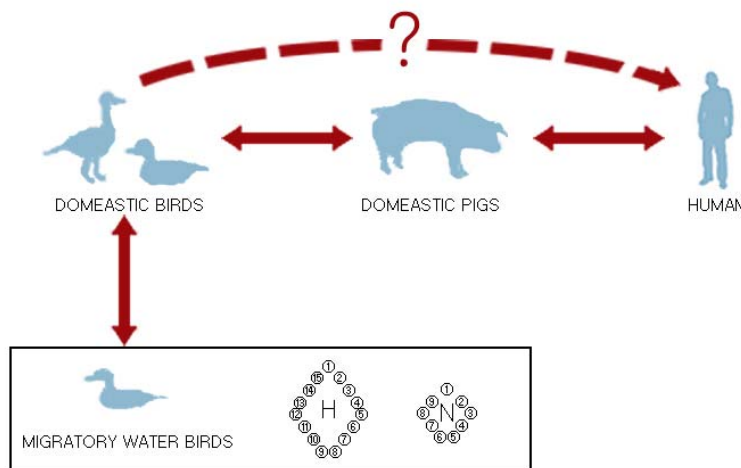 ?
DOMEASTIC BIRDS
DOMEASTIC PIGS
HUMAN
MIGRATORY WATER BIRDS
H
① ② ③ ④ ⑤ ⑥ ⑦ ⑧ ⑨ ⑩ ⑪ ⑫ ⑬ ⑭ ⑮
N
① ② ③ ④ ⑤ ⑥ ⑦ ⑧ ⑨